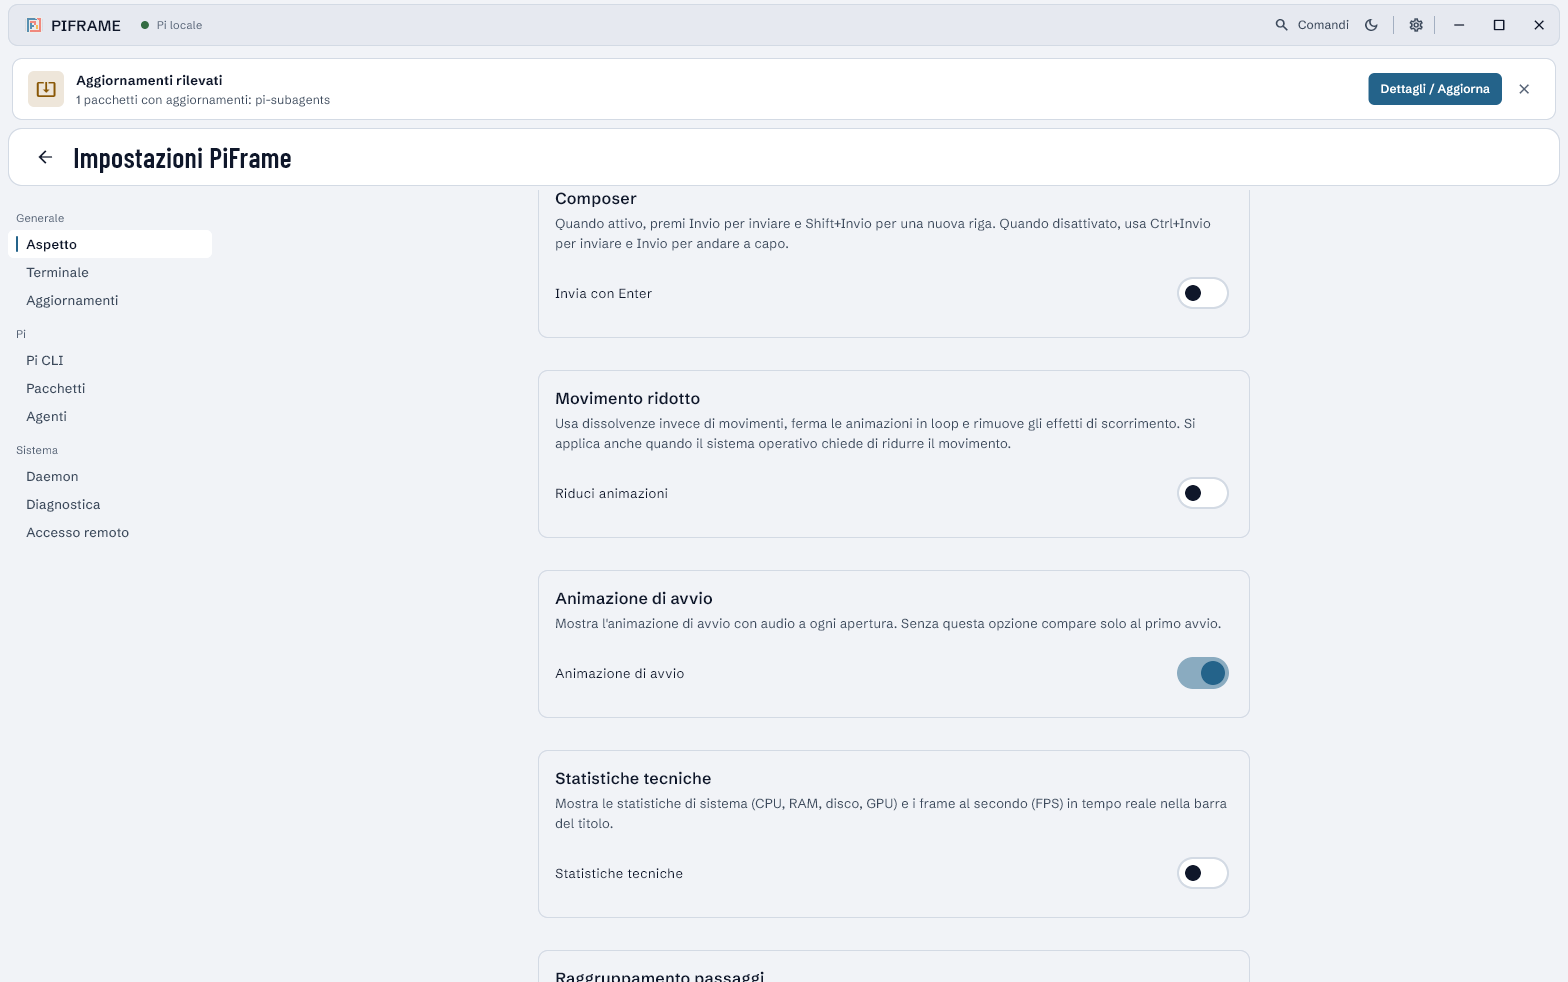 PIFRAME
Pi locale
Comandi
Aggiornamenti rilevati
1 pacchetti con aggiornamenti: pi-subagents
Dettagli / Aggiorna
Impostazioni PiFrame
Generale
Aspetto
Terminale
Aggiornamenti
Pi
Pi CLI
Pacchetti
Agenti
Sistema
Daemon
Diagnostica
Accesso remoto
Composer
Quando attivo, premi Invio per inviare e Shift+Invio per una nuova riga. Quando disattivato, usa Ctrl+Invio
per inviare e Invio per andare a capo.
Invia con Enter
Movimento ridotto
Usa dissolvenze invece di movimenti, ferma le animazioni in loop e rimuove gli effetti di scorrimento. Si
applica anche quando il sistema operativo chiede di ridurre il movimento.
Riduci animazioni
Animazione di avvio
Mostra l'animazione di avvio con audio a ogni apertura. Senza questa opzione compare solo al primo avvio.
Animazione di avvio
Statistiche tecniche
Mostra le statistiche di sistema (CPU, RAM, disco, GPU) e i frame al secondo (FPS) in tempo reale nella barra
del titolo.
Statistiche tecniche
Raggruppamento passaggi